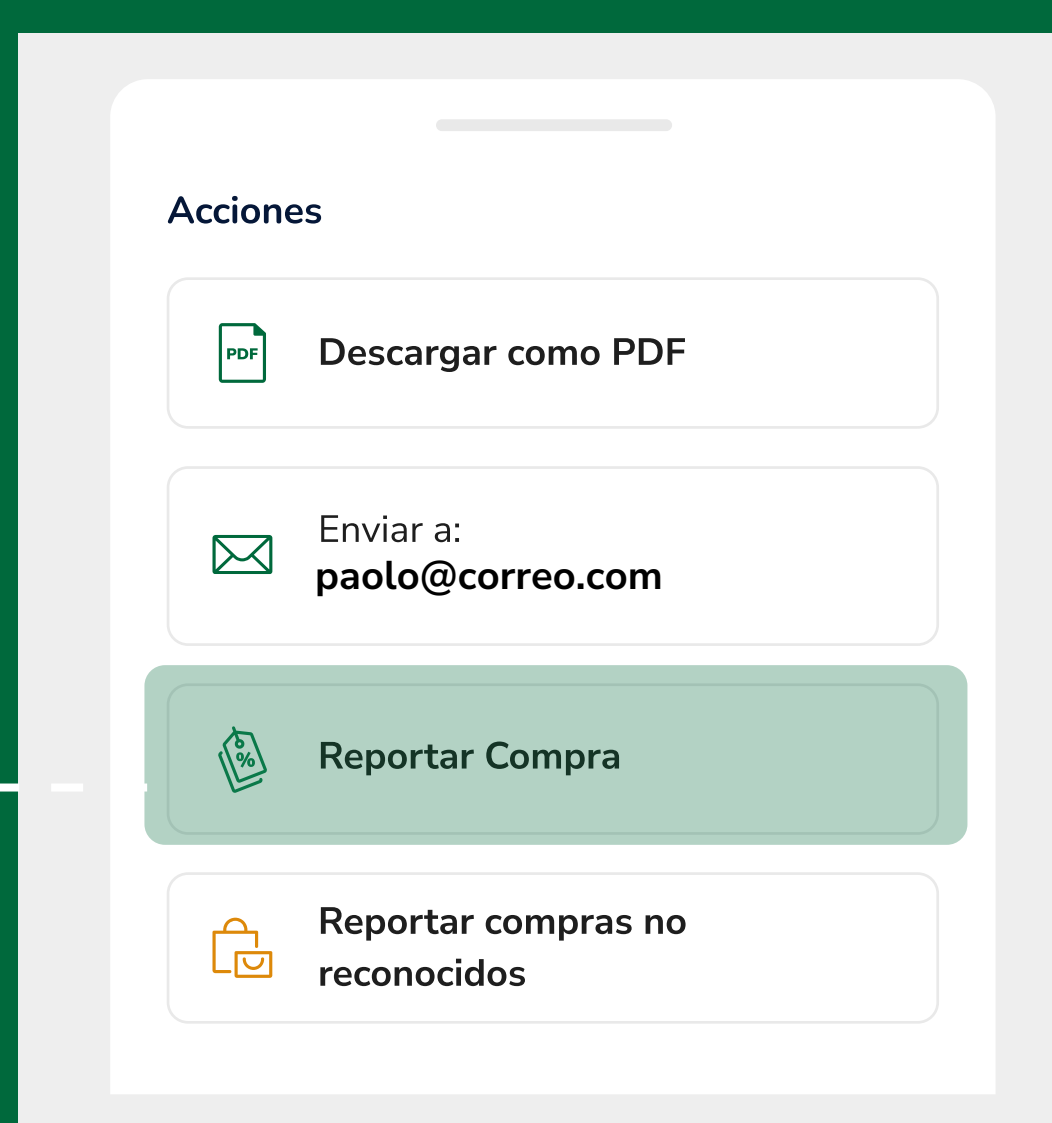 Acciones
PDF
Descargar como PDF
Enviar a:
paolo@correo.com
%
Reportar Compra
Reportar compras no
reconocidos